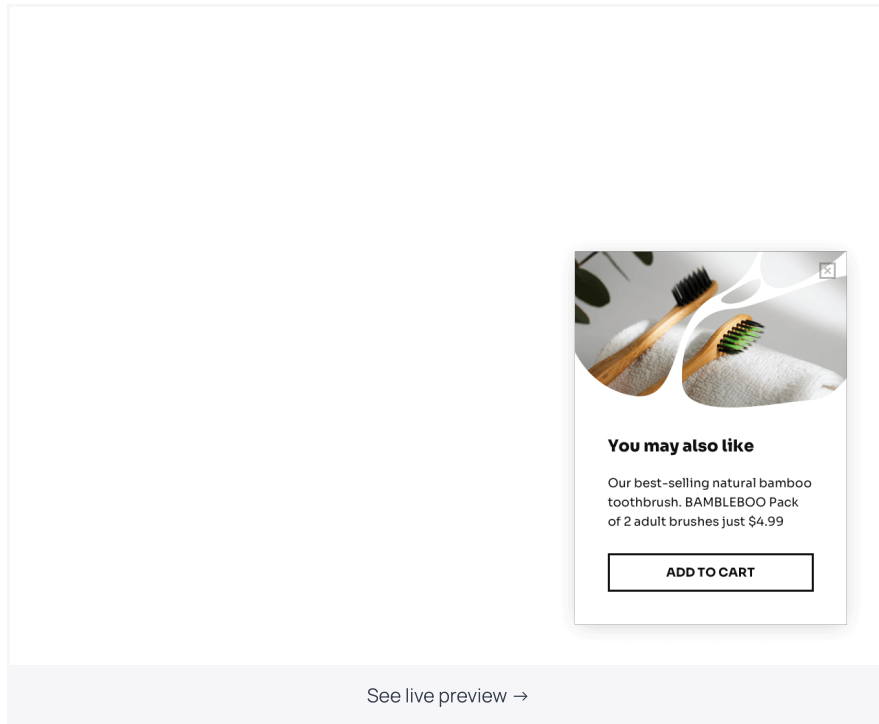 You may also like
Our best-selling natural bamboo
toothbrush. BAMBLEBOO Pack
of 2 adult brushes just $4.99
ADD TO CART
See live preview →